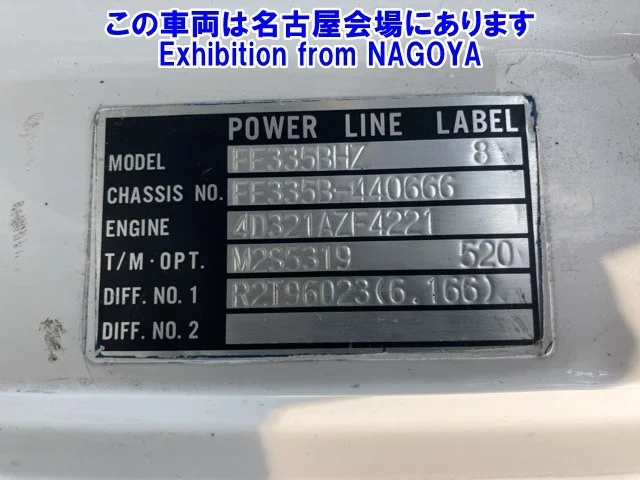 この車両は名古屋会場にあります
Exhibition from NAGOYA
POWER LINE LABEL
MODEL FE335BHZ 8
CHASSIS NO. FE335B-440666
ENGINE 4D321AZF4221
T/M·OPT. M2S5319 520
DIFF. NO. 1 R2T96023(6.166)
DIFF. NO. 2